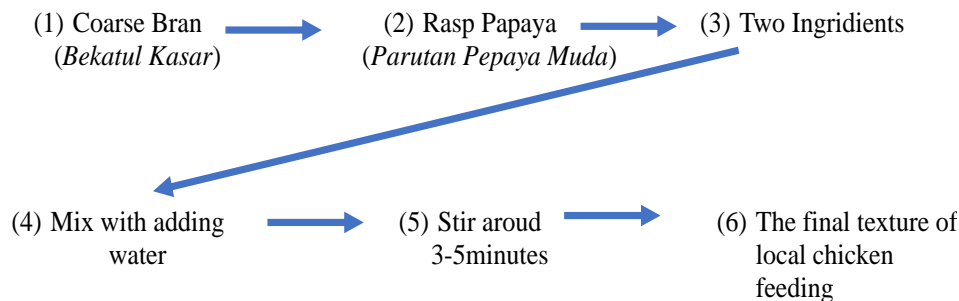 (1) Coarse Bran
(Bekatul Kasar)
(2) Rasp Papaya
(Parutan Pepaya Muda)
(3) Two Ingridients
(4) Mix with adding
water
(5) Stir aroud
3-5minutes
(6) The final texture of
local chicken
feeding